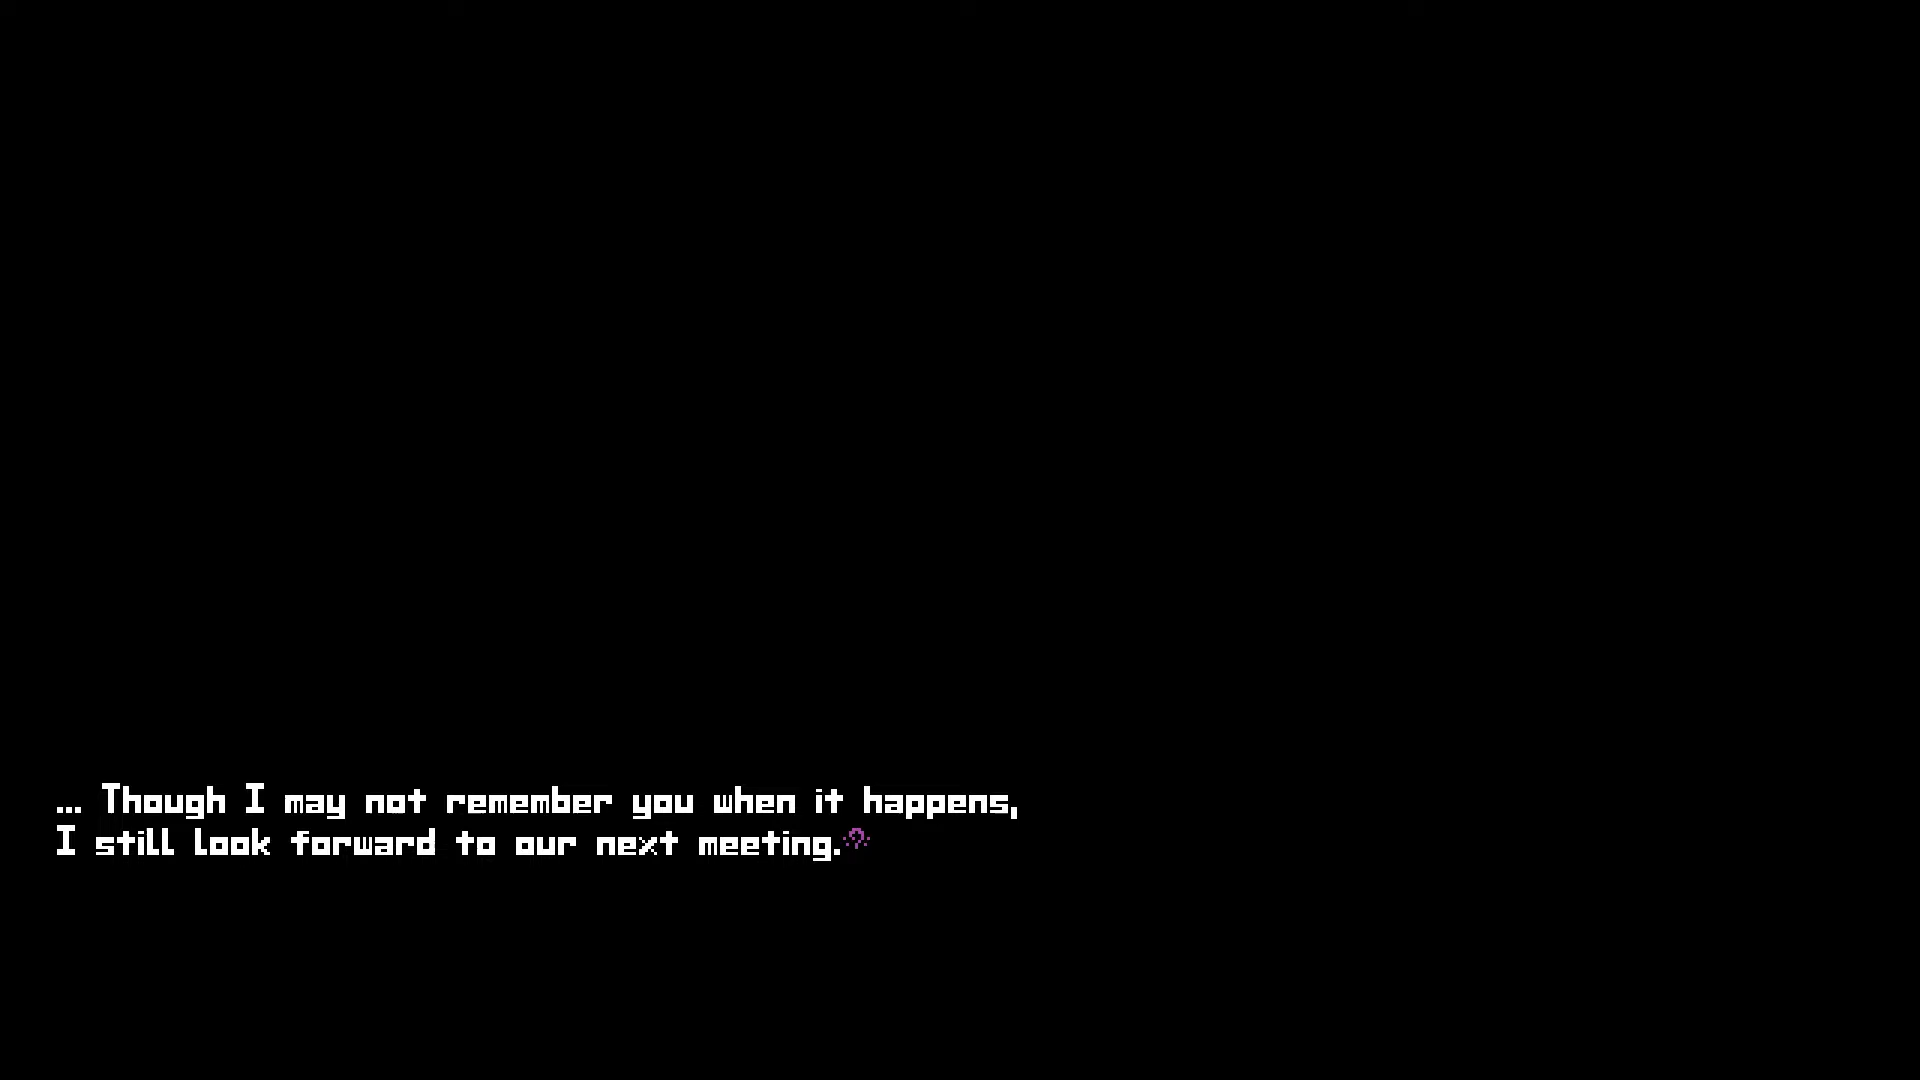 ... Though I may not remember you when it happens,
I still look forward to our next meeting.